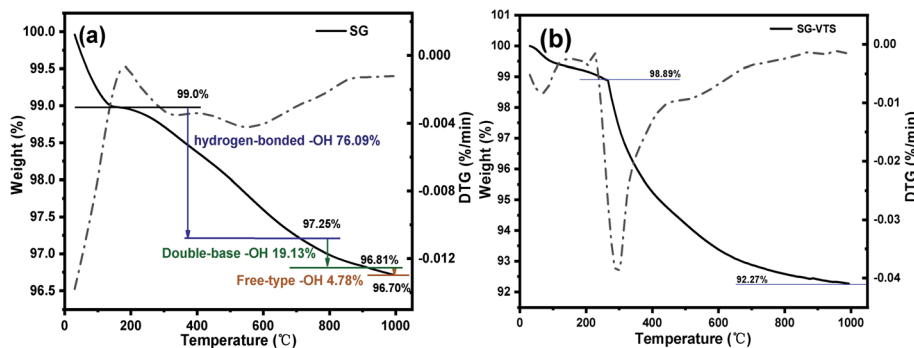 (a)
SG
100.0
99.5
99.0
98.5
98.0
97.5
97.0
96.5
Weight (%)
99.0%
hydrogen-bonded -OH 76.09%
97.25%
Double-base -OH 19.13%
96.81%
Free-type -OH 4.78%
96.70%
0.000
-0.004
-0.008
-0.012
DTG (%/min)
0 200 400 600 800 1000
Temperature (℃)
(b)
SG-VTS
101
100
99
98
97
96
95
94
93
92
Weight (%)
98.89%
92.27%
0.00
-0.01
-0.02
-0.03
-0.04
DTG (%/min)
0 200 400 600 800 1000
Temperature (℃)